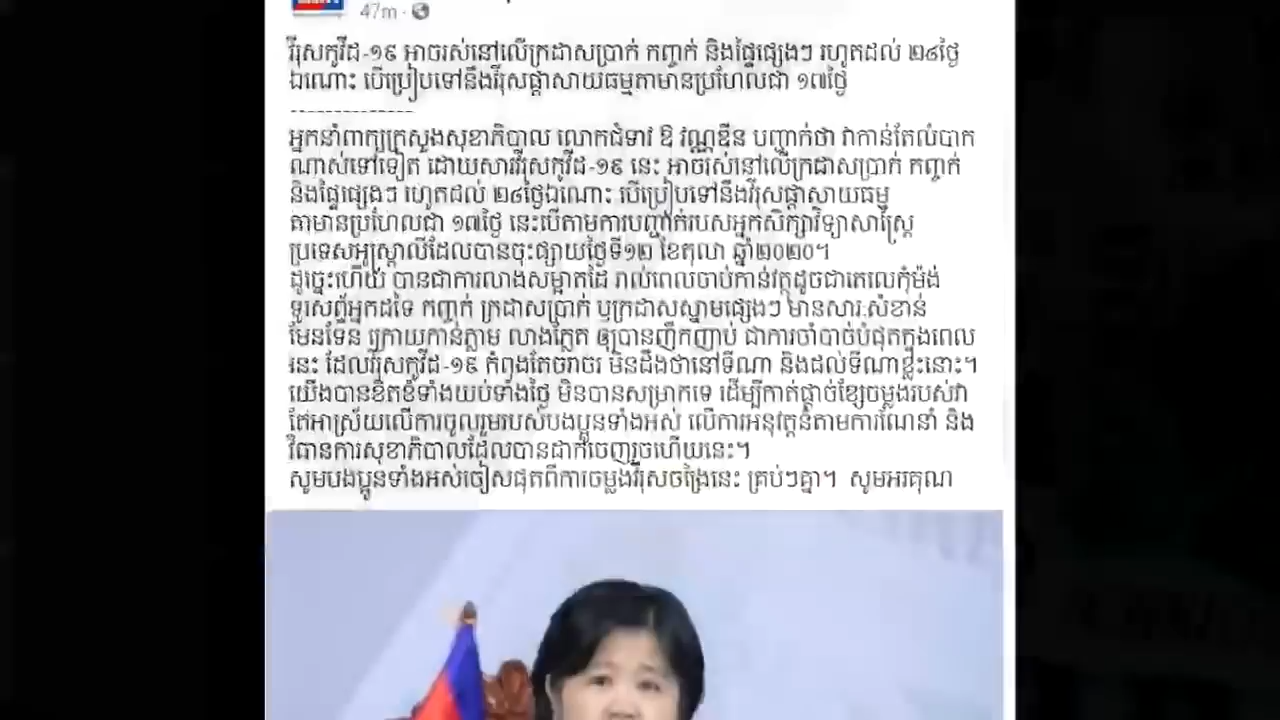 47m ·
វីរុសកូវីដ-១៩ អាចរស់នៅលើក្រដាសប្រាក់ កញ្ចក់ និងផ្ទៃផ្សេងៗ រហូតដល់ ២៨ថ្ងៃ
ឯណោះ បើប្រៀបទៅនឹងវីរុសផ្តាសាយធម្មតាមានប្រហែលជា ១៧ថ្ងៃ
--------------------
អ្នកនាំពាក្យក្រសួងសុខាភិបាល លោកជំទាវ ឱ វណ្ណឌីន បញ្ជាក់ថា វាកាន់តែលំបាក
ណាស់ទៅទៀត ដោយសារវីរុសកូវីដ-១៩ នេះ អាចរស់នៅលើក្រដាសប្រាក់ កញ្ចក់
និងផ្ទៃផ្សេងៗ រហូតដល់ ២៨ថ្ងៃឯណោះ បើប្រៀបទៅនឹងវីរុសផ្តាសាយធម្ម
តាមានប្រហែលជា ១៧ថ្ងៃ នេះបើតាមការបញ្ជាក់របស់អ្នកសិក្សាវិទ្យាសាស្ត្រ
ប្រទេសអូស្ត្រាលីដែលបានចុះផ្សាយថ្ងៃទី១២ ខែតុលា ឆ្នាំ២០២០។
ដូច្នេះហើយ បានជាការលាងសម្អាតដៃ រាល់ពេលចាប់កាន់វត្ថុដូចជាតេលេកុំម៉ង់
ទូរសព្ទ័អ្នកដទៃ កញ្ចក់ ក្រដាសប្រាក់ ឬក្រដាសស្នាមផ្សេងៗ មានសារៈសំខាន់
មែនទែន ក្រោយកាន់ភ្លាម លាងភ្លែត ឲ្យបានញឹកញាប់ ជាការចាំបាច់បំផុតក្នុងពេល
នេះ ដែលវីរុសកូវីដ-១៩ កំពុងតែចរាចរ មិនដឹងថានៅទីណា និងដល់ទីណាខ្លះនោះ។
យើងបានខិតខំទាំងយប់ទាំងថ្ងៃ មិនបានសម្រាកទេ ដើម្បីកាត់ផ្តាច់ខ្សែចម្លងរបស់វា
តែអាស្រ័យលើការចូលរួមរបស់បងប្អូនទាំងអស់ លើការអនុវត្តន៍តាមការណែនាំ និង
វិធានការសុខាភិបាលដែលបានដាក់ចេញរួចហើយនេះ។
សូមបងប្អូនទាំងអស់ចៀសផុតពីការចម្លងវីរុសចង្រៃនេះ គ្រប់ៗគ្នា។ សូមអរគុណ